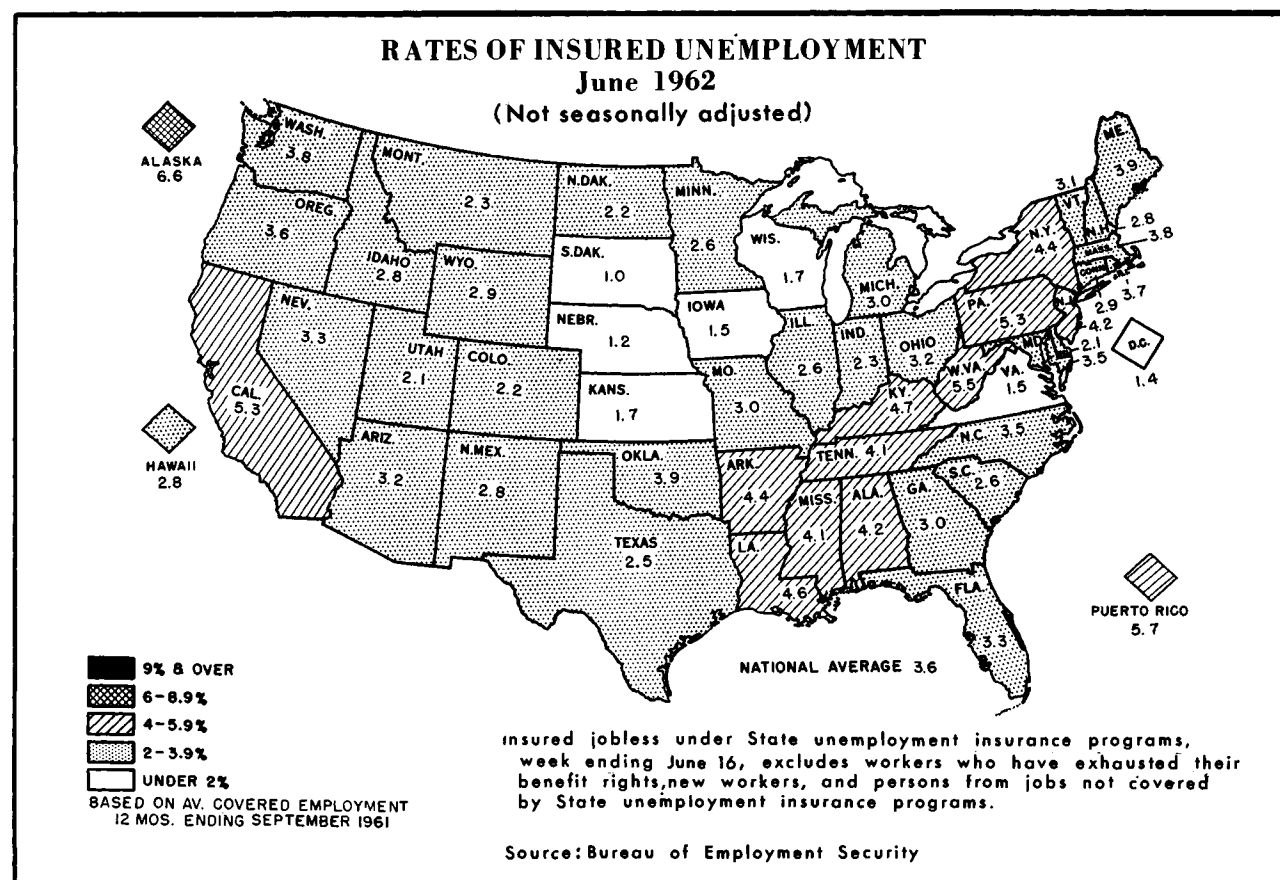 RATES OF INSURED UNEMPLOYMENT
June 1962
(Not seasonally adjusted)
ALASKA
6.6
HAWAII
2.8
WASH.
3.8
OREG.
3.6
CAL.
5.3
NEV.
3.3
IDAHO
2.8
MONT.
2.3
WYO.
2.9
UTAH
2.1
COLO.
2.2
ARIZ.
3.2
N.MEX.
2.8
N.DAK.
2.2
S.DAK.
1.0
NEBR.
1.2
KANS.
1.7
OKLA.
3.9
TEXAS
2.5
MINN.
2.6
IOWA
1.5
MO.
3.0
ARK.
4.4
LA.
4.6
WIS.
1.7
ILL.
2.6
MICH.
3.0
IND.
2.3
OHIO
3.2
KY.
4.7
TENN. 4.1
MISS.
4.1
ALA.
4.2
GA.
3.0
FLA.
3.3
S.C.
2.6
N.C. 3.5
VA.
1.5
W.VA.
5.5
PA.
5.3
N.Y.
4.4
ME.
3.9
3.1
VT.
N.H.
2.8
MASS.
3.8
CONN.
2.9
3.7
N.J.
4.2
2.1
MD.
3.5
D.C.
1.4
PUERTO RICO
5.7
NATIONAL AVERAGE 3.6
9% & OVER
6-8.9%
4-5.9%
2-3.9%
UNDER 2%
BASED ON AV. COVERED EMPLOYMENT
12 MOS. ENDING SEPTEMBER 1961
Insured jobless under State unemployment insurance programs,
week ending June 16, excludes workers who have exhausted their
benefit rights,new workers, and persons from jobs not covered
by State unemployment insurance programs.
Source: Bureau of Employment Security